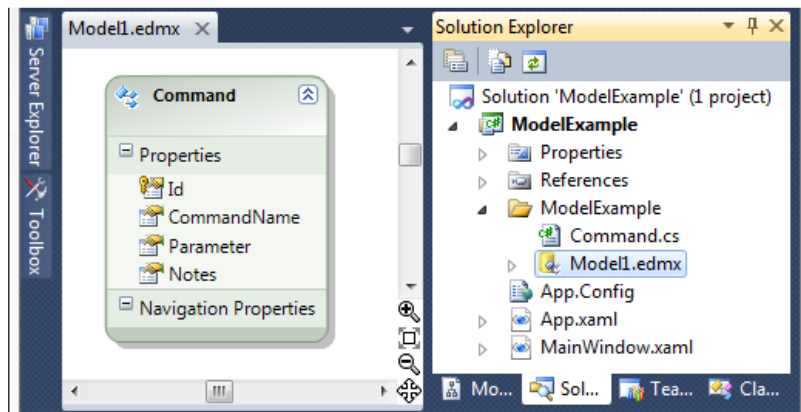 Server Explorer
Toolbox
Model1.edmx
Command
Properties
Id
CommandName
Parameter
Notes
Navigation Properties
Solution Explorer
Solution 'ModelExample' (1 project)
ModelExample
Properties
References
ModelExample
Command.cs
Model1.edmx
App.Config
App.xaml
MainWindow.xaml
Mo... Sol... Tea... Cla...